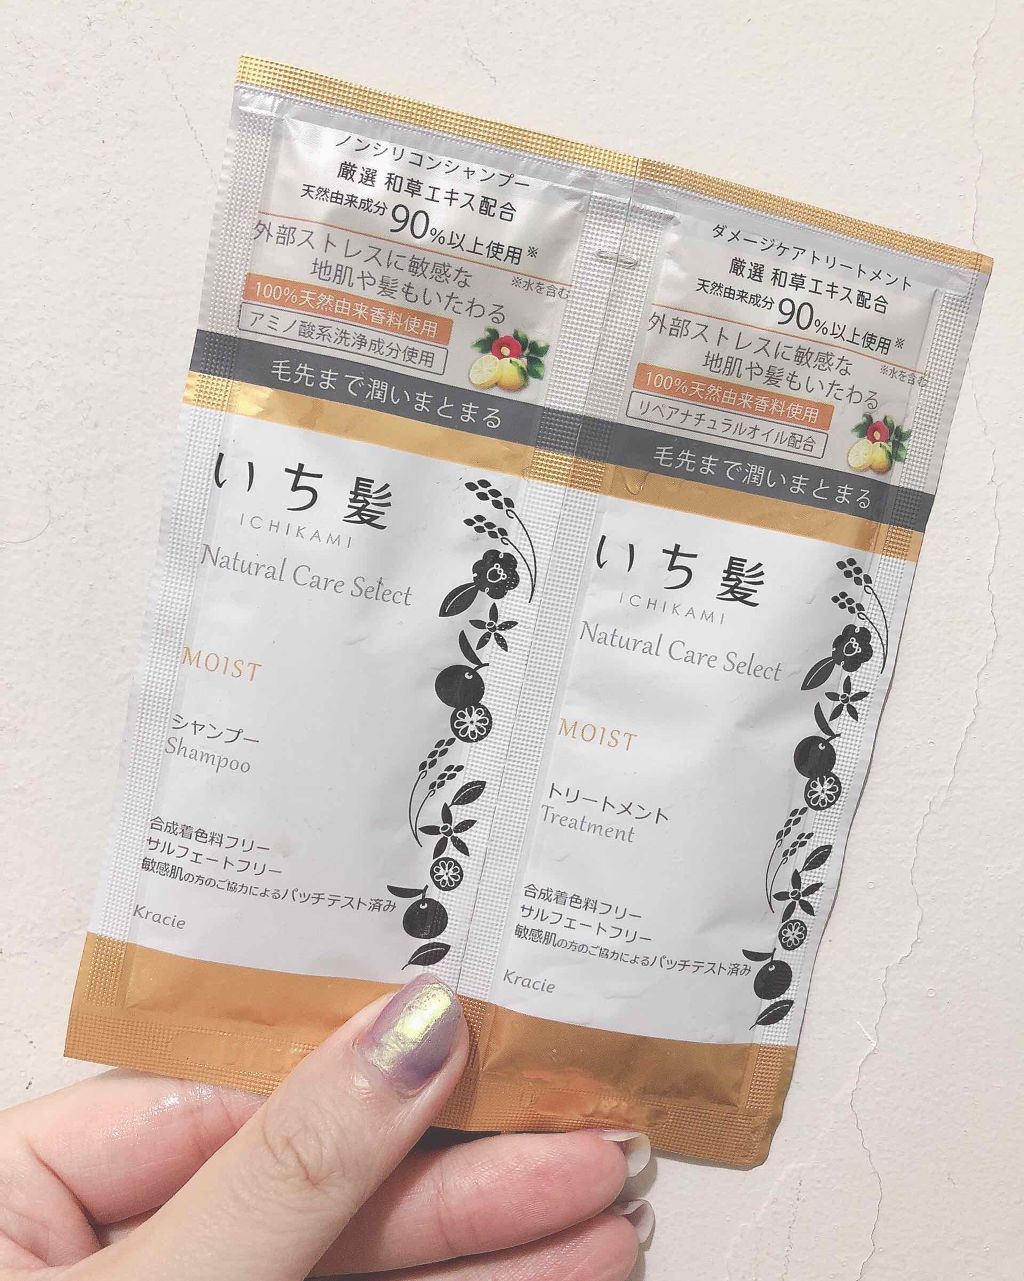 ノンシリコンシャンプー
厳選 和草エキス配合
天然由来成分90%以上使用※
※水を含む
外部ストレスに敏感な
地肌や髪もいたわる
100%天然由来香料使用
アミノ酸系洗浄成分使用
毛先まで潤いまとまる
いち髪
ICHIKAMI
Natural Care Select
MOIST
シャンプー
Shampoo
合成着色料フリー
サルフェートフリー
敏感肌の方のご協力によるパッチテスト済み
Kracie
ダメージケアトリートメント
厳選 和草エキス配合
天然由来成分90%以上使用※
※水を含む
外部ストレスに敏感な
地肌や髪もいたわる
100%天然由来香料使用
リペアナチュラルオイル配合
毛先まで潤いまとまる
いち髪
ICHIKAMI
Natural Care Select
MOIST
トリートメント
Treatment
合成着色料フリー
サルフェートフリー
敏感肌の方のご協力によるパッチテスト済み
Kracie